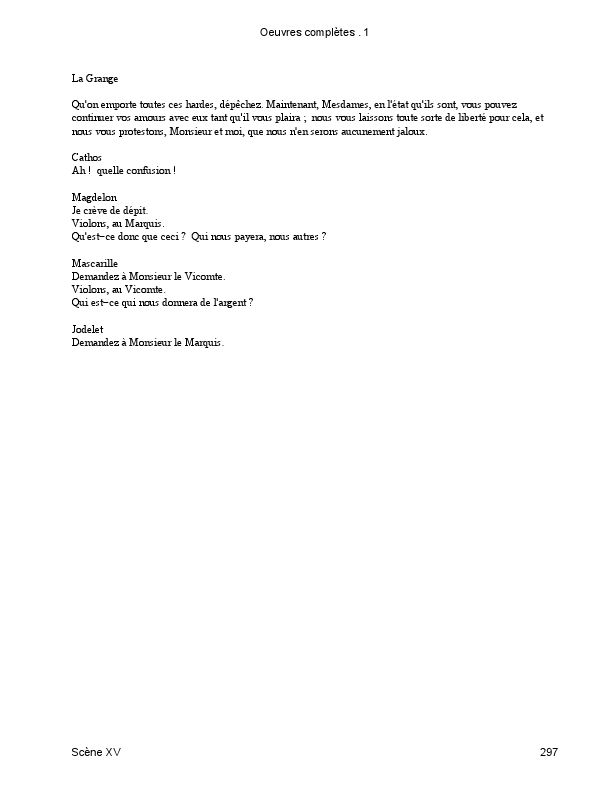 Oeuvres complètes . 1
La Grange
Qu'on emporte toutes ces hardes, dépêchez. Maintenant, Mesdames, en l'état qu'ils sont, vous pouvez
continuer vos amours avec eux tant qu'il vous plaira ;  nous vous laissons toute sorte de liberté pour cela, et
nous vous protestons, Monsieur et moi, que nous n'en serons aucunement jaloux.
Cathos
Ah !  quelle confusion !
Magdelon
Je crève de dépit.
Violons, au Marquis.
Qu'est−ce donc que ceci ?  Qui nous payera, nous autres ?
Mascarille
Demandez à Monsieur le Vicomte.
Violons, au Vicomte.
Qui est−ce qui nous donnera de l'argent ?
Jodelet
Demandez à Monsieur le Marquis.
Scène XV
297